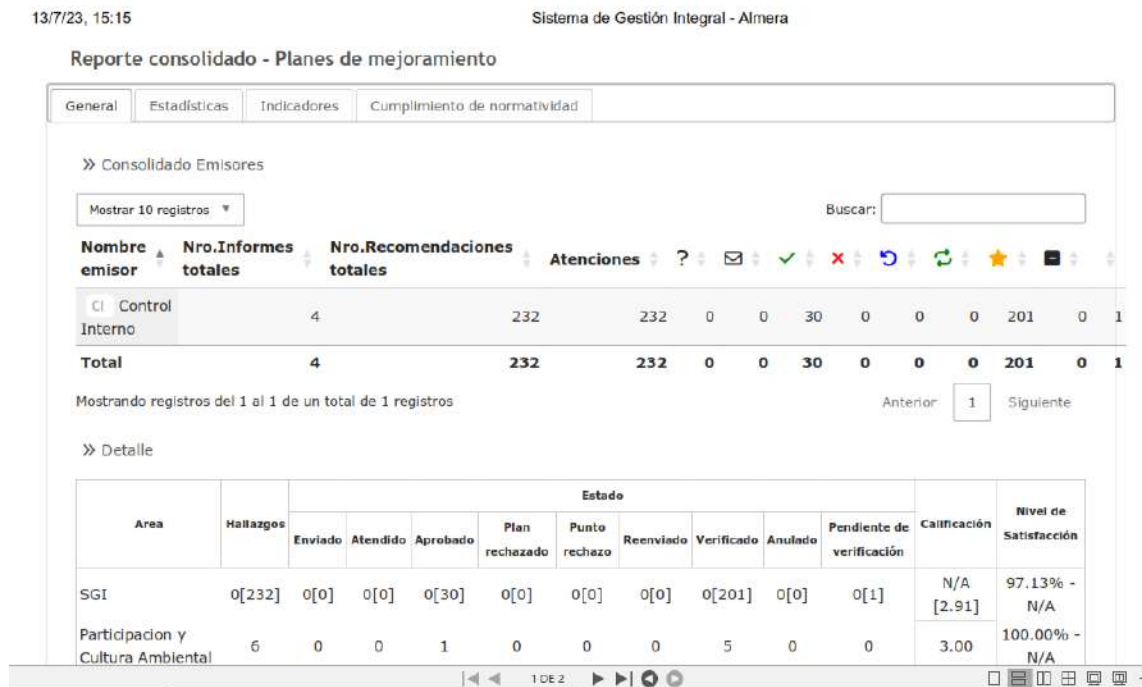 13/7/23, 15:15 Sistema de Gestión Integral - Almera
Reporte consolidado - Planes de mejoramiento
General Estadísticas Indicadores Cumplimiento de normatividad
» Consolidado Emisores
Mostrar 10 registros Buscar:
Nombre emisor Nro.Informes totales Nro.Recomendaciones totales Atenciones ?
CI Control Interno 4 232 232 0 0 30 0 0 0 201 0 1
Total 4 232 232 0 0 30 0 0 0 201 0 1
Mostrando registros del 1 al 1 de un total de 1 registros Anterior 1 Siguiente
» Detalle
Area Hallazgos Estado Calificación Nivel de Satisfacción
Enviado Atendido Aprobado Plan rechazado Punto rechazo Reenviado Verificado Anulado Pendiente de verificación
SGI 0[232] 0[0] 0[0] 0[30] 0[0] 0[0] 0[0] 0[201] 0[0] 0[1] N/A [2.91] 97.13% - N/A
Participacion y Cultura Ambiental 6 0 0 1 0 0 0 5 0 0 3.00 100.00% - N/A
1 DE 2